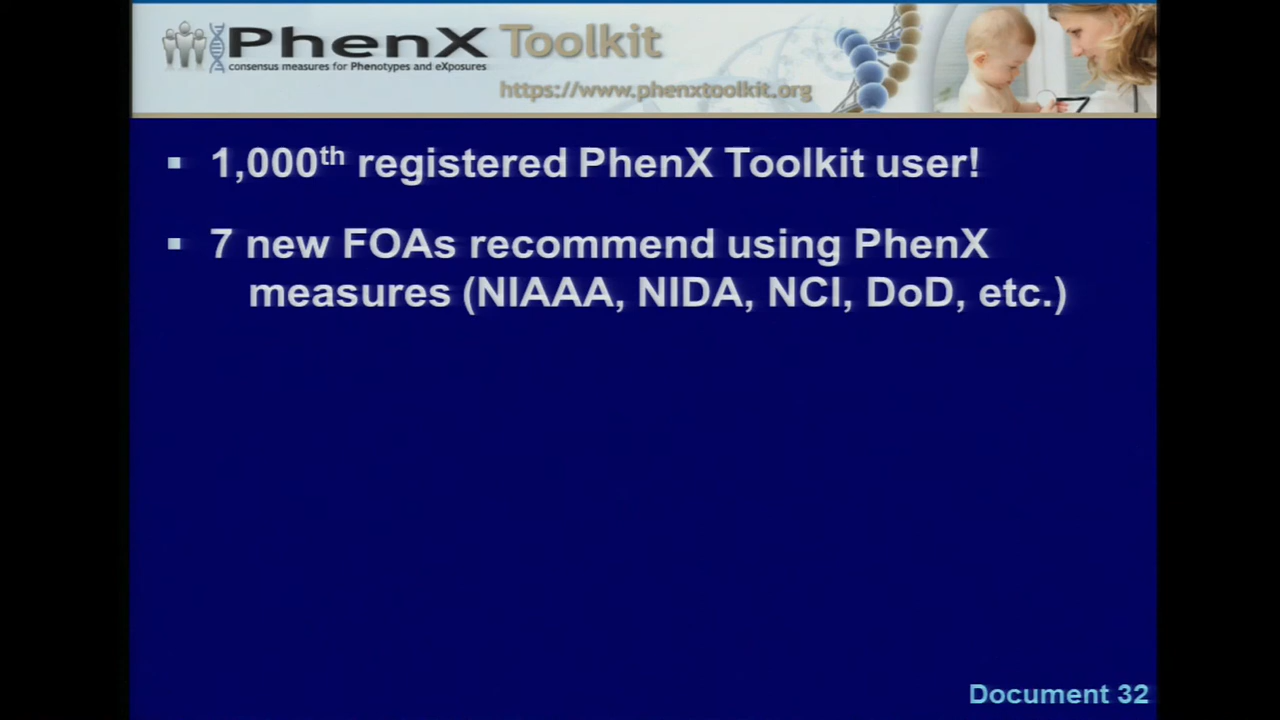 PhenX Toolkit
consensus measures for Phenotypes and eXposures
https://www.phenxtoolkit.org
▪ 1,000th registered PhenX Toolkit user!
▪ 7 new FOAs recommend using PhenX
measures (NIAAA, NIDA, NCI, DoD, etc.)
Document 32